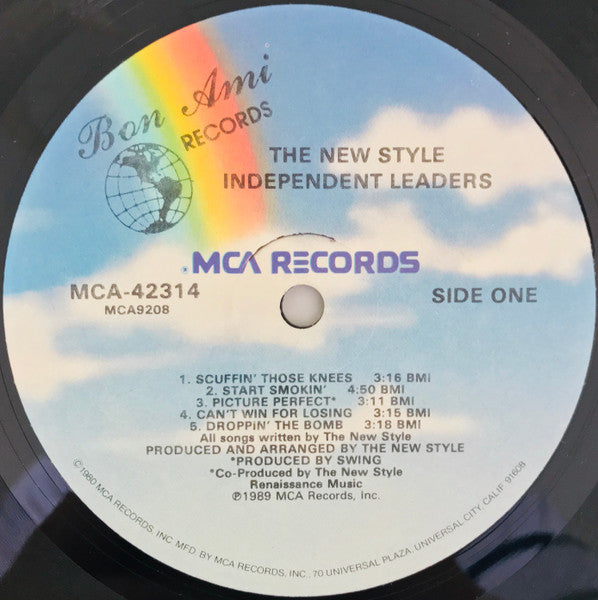 Bon Ami
RECORDS
THE NEW STYLE
INDEPENDENT LEADERS
MCA RECORDS
MCA-42314
MCA9208
SIDE ONE
1. SCUFFIN' THOSE KNEES 3:16 BMI
2. START SMOKIN' 4:50 BMI
3. PICTURE PERFECT* 3:11 BMI
4. CAN'T WIN FOR LOSING 3:15 BMI
5. DROPPIN' THE BOMB 3:18 BMI
All songs written by The New Style
PRODUCED AND ARRANGED BY THE NEW STYLE
*PRODUCED BY SWING
*Co-Produced by The New Style
Renaissance Music
℗1989 MCA Records, Inc.
©1980 MCA RECORDS, INC. MFD. BY MCA RECORDS, INC., 70 UNIVERSAL PLAZA, UNIVERSAL CITY, CALIF. 91608